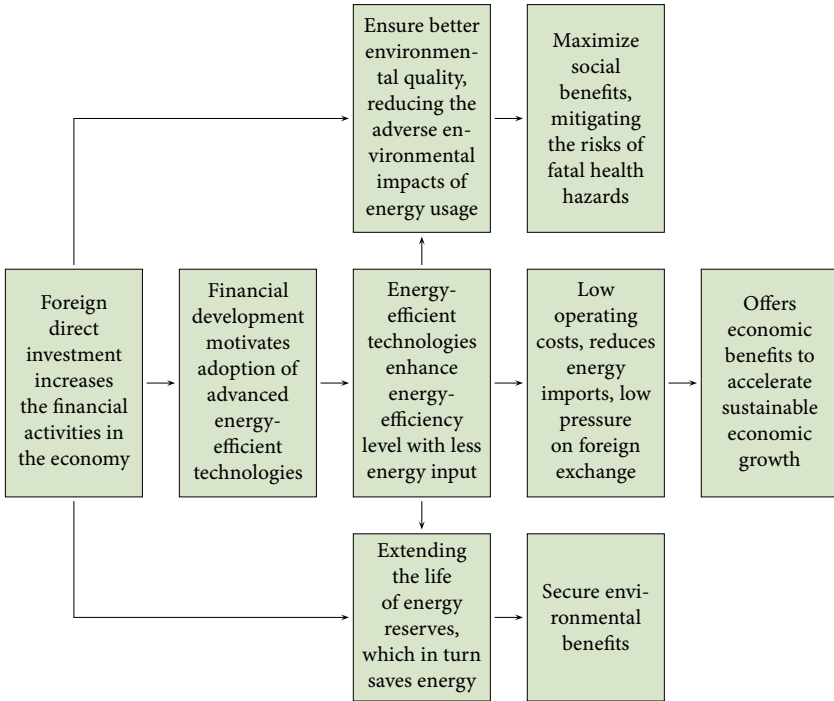 Ensure better
environmen-
tal quality,
reducing the
adverse en-
vironmental
impacts of
energy usage
Maximize
social
benefits,
mitigating
the risks of
fatal health
hazards
Foreign
direct
investment
increases
the financial
activities in
the economy
Financial
development
motivates
adoption of
advanced
energy-
efficient
technologies
Energy-
efficient
technologies
enhance
energy-
efficiency
level with less
energy input
Low
operating
costs, reduces
energy
imports, low
pressure
on foreign
exchange
Offers
economic
benefits to
accelerate
sustainable
economic
growth
Extending
the life
of energy
reserves,
which in turn
saves energy
Secure envi-
ronmental
benefits